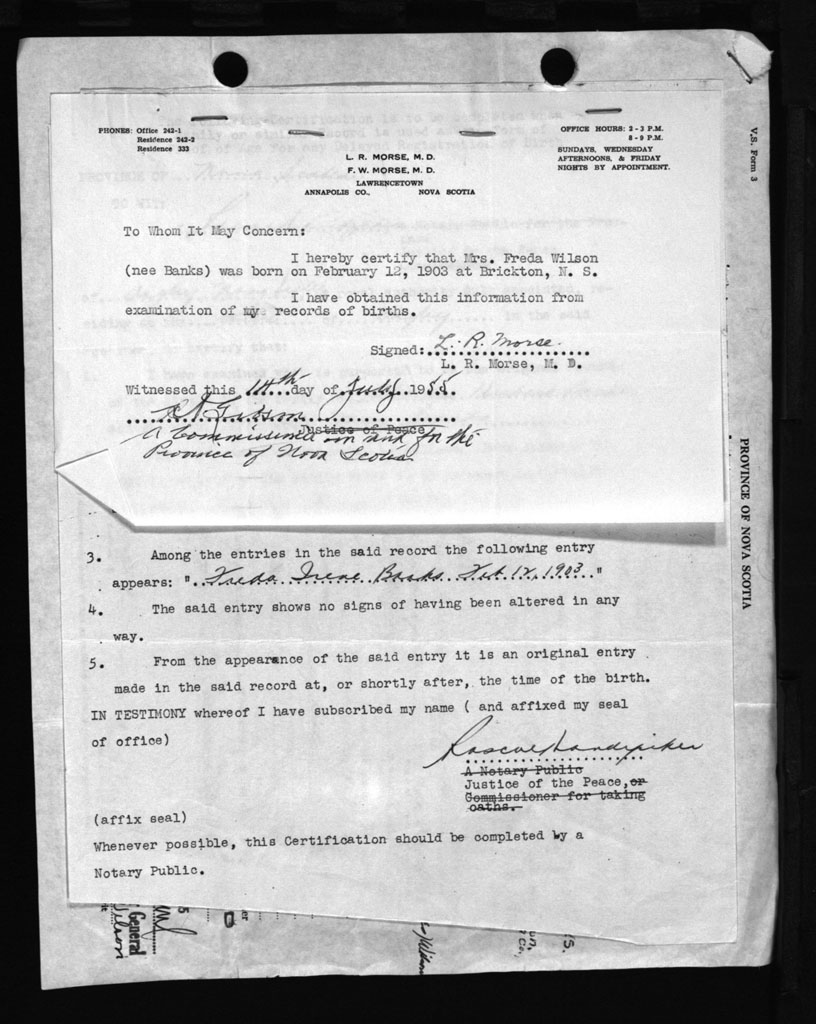 PHONES: Office 242-1
Residence 242-2
Residence 333
OFFICE HOURS: 2 - 3 P.M.
8 - 9 P.M.
SUNDAYS, WEDNESDAY
AFTERNOONS, & FRIDAY
NIGHTS BY APPOINTMENT.
L. R. MORSE, M. D.
F. W. MORSE, M. D.
LAWRENCETOWN
ANNAPOLIS CO., NOVA SCOTIA
To Whom It May Concern:
I hereby certify that Mrs. Freda Wilson
(nee Banks) was born on February 12, 1903 at Brickton, N. S.
I have obtained this information from
examination of my records of births.
Signed: L. R. Morse.
L. R. Morse, M. D.
Witnessed this 14th day of July 1955
Justice of Peace
A Commissioner in and for the
Province of Nova Scotia.
3. Among the entries in the said record the following entry
appears: " Freda Irene Banks. Feb. 12, 1903. "
4. The said entry shows no signs of having been altered in any
way.
5. From the appearance of the said entry it is an original entry
made in the said record at, or shortly after, the time of the birth.
IN TESTIMONY whereof I have subscribed my name ( and affixed my seal
of office)
A Notary Public
Justice of the Peace, or
Commissioner for taking
oaths.
(affix seal)
Whenever possible, this Certification should be completed by a
Notary Public.
V.S. Form 3
PROVINCE OF NOVA SCOTIA
General